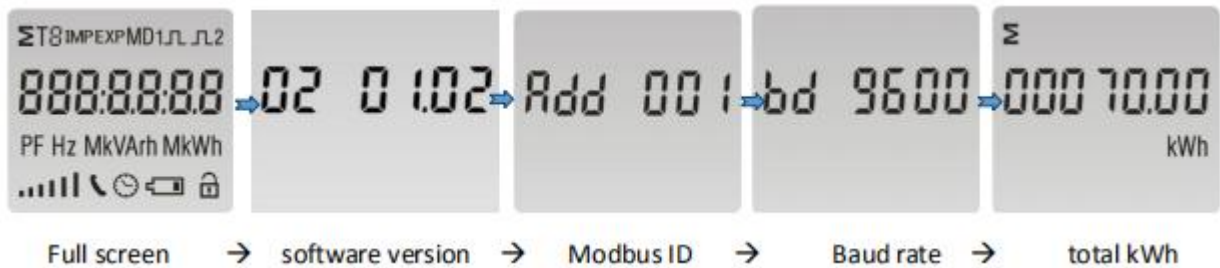 ΣT8IMPEXPMD1 2
888:8.8:8.8
PF Hz MkVArh MkWh
02 01.02
Add 001
bd 9600
Σ
00070.00
kWh
Full screen → software version → Modbus ID → Baud rate → total kWh